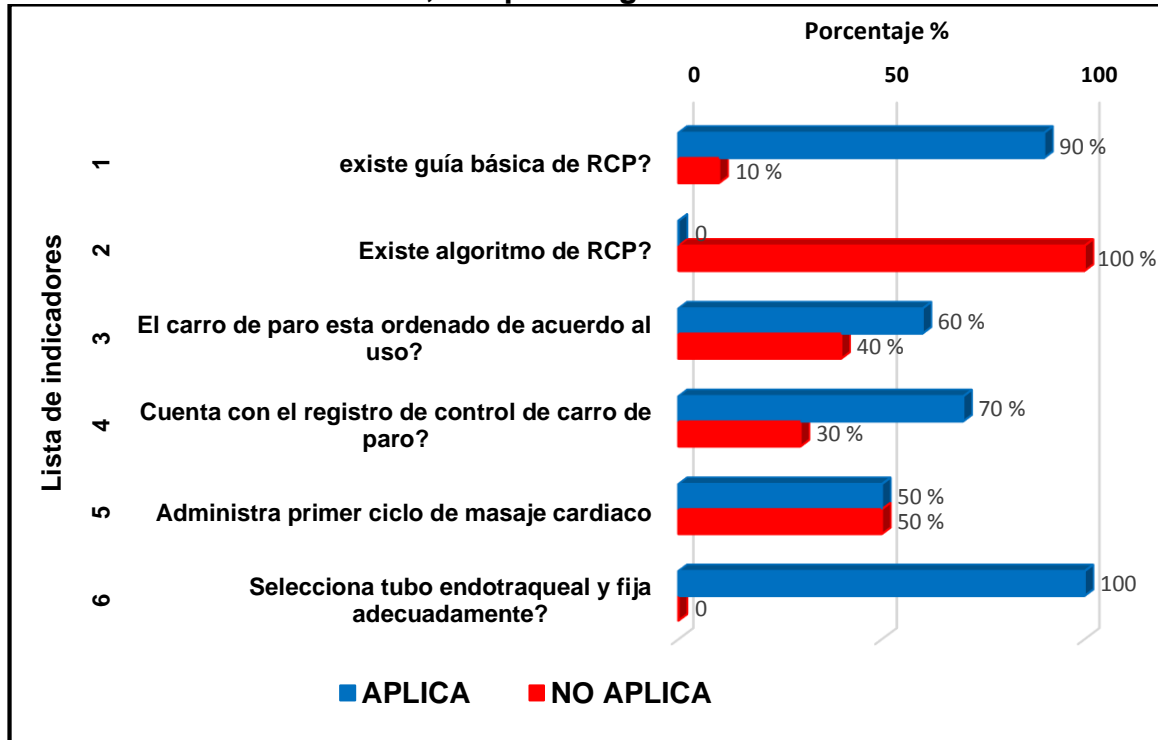 Porcentaje %
0 50 100
Lista de indicadores
1 existe guía básica de RCP? 90 %
10 %
2 Existe algoritmo de RCP? 0
100 %
3 El carro de paro esta ordenado de acuerdo al
uso? 60 %
40 %
4 Cuenta con el registro de control de carro de
paro? 70 %
30 %
5 Administra primer ciclo de masaje cardiaco 50 %
50 %
6 Selecciona tubo endotraqueal y fija
adecuadamente? 100
0
APLICA NO APLICA